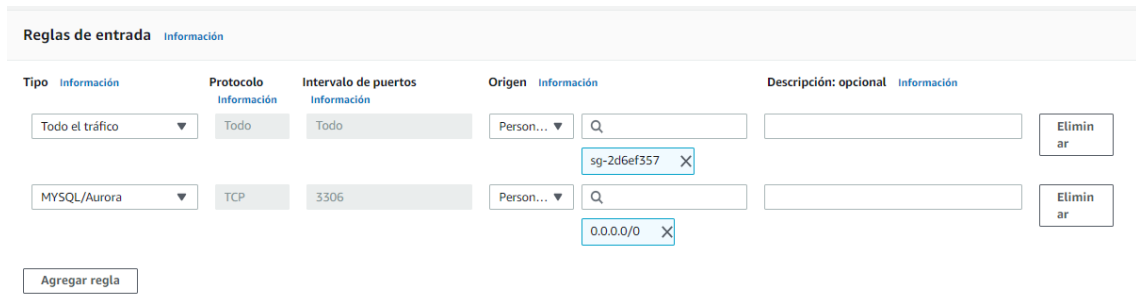 Reglas de entrada Información
Tipo Información Protocolo Intervalo de puertos Origen Información Descripción: opcional Información
Información Información
Todo el tráfico Todo Todo Person... Elimin
ar
sg-2d6ef357
MYSQL/Aurora TCP 3306 Person... Elimin
ar
0.0.0.0/0
Agregar regla